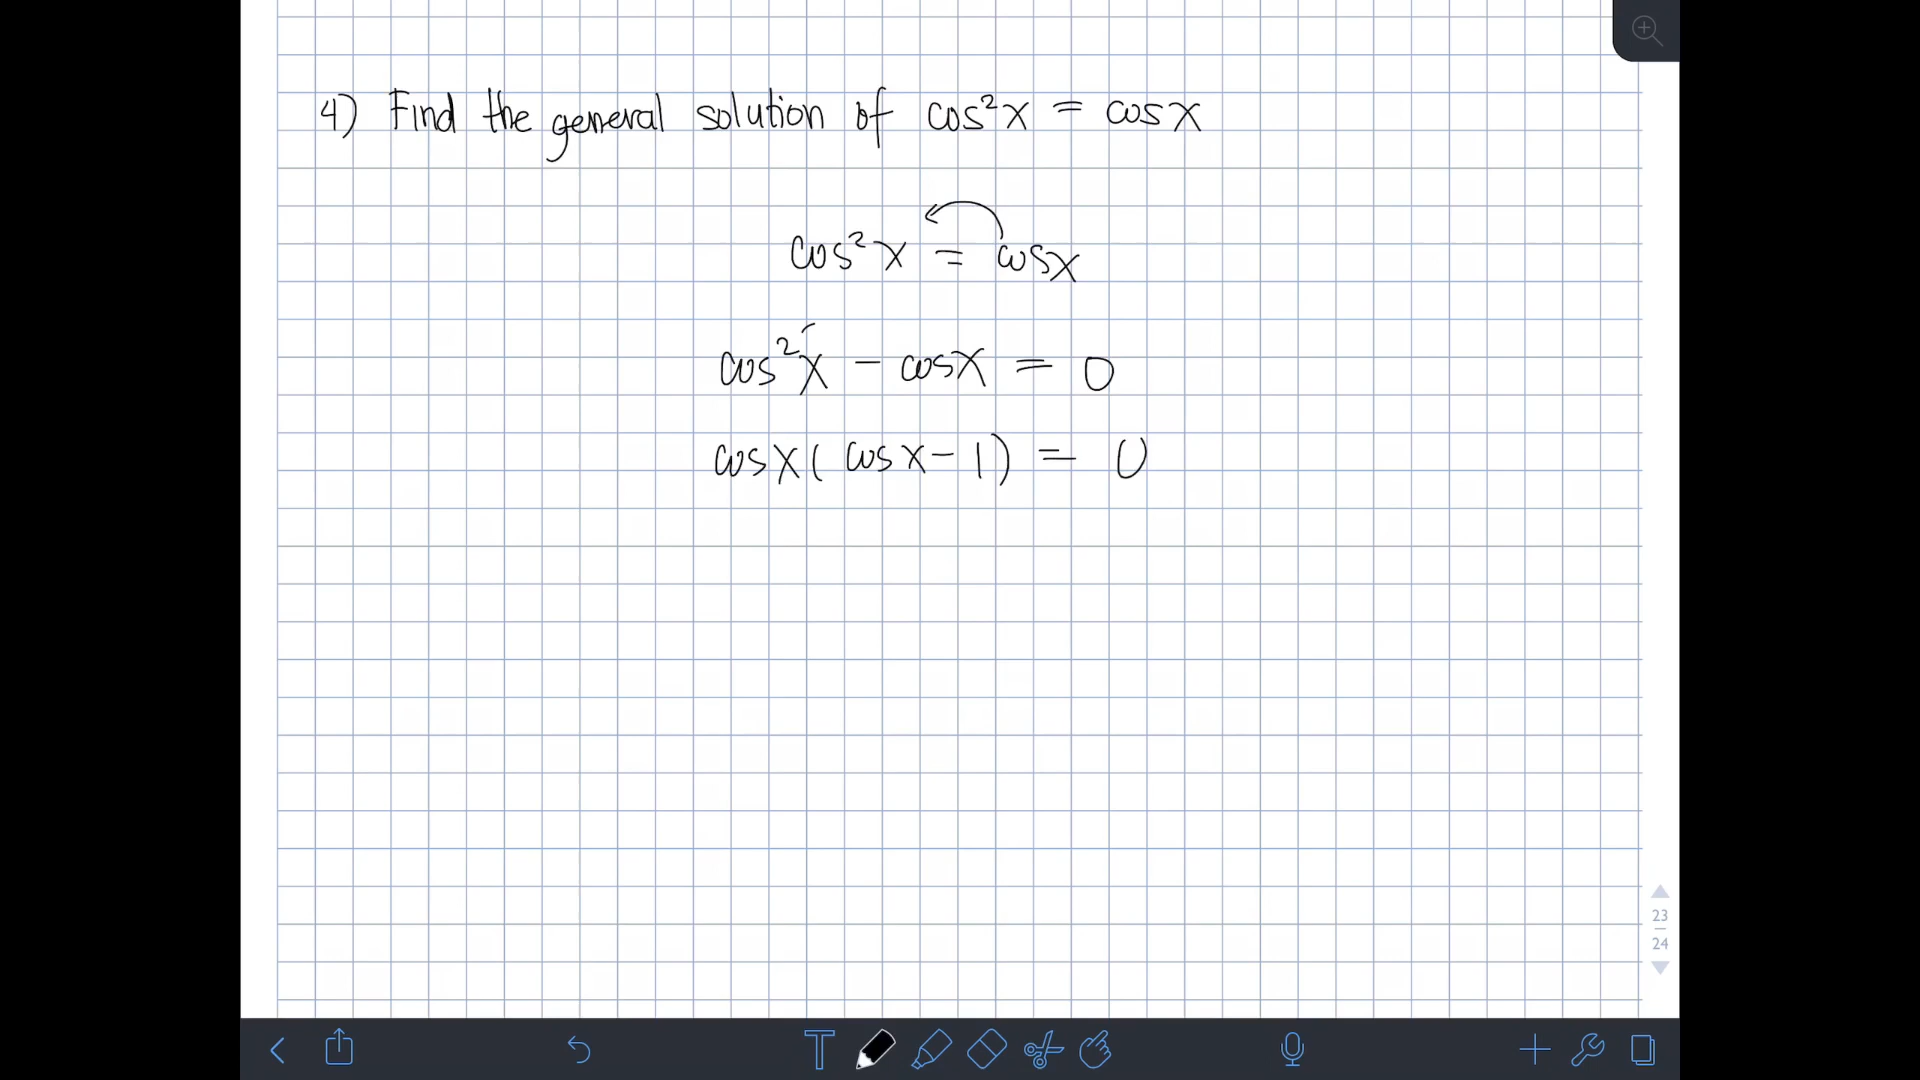 4) Find the general solution of cos²x = cosx
cos²x = cosx
cos²x - cosx = 0
cosx(cosx-1) = 0
23
24
T